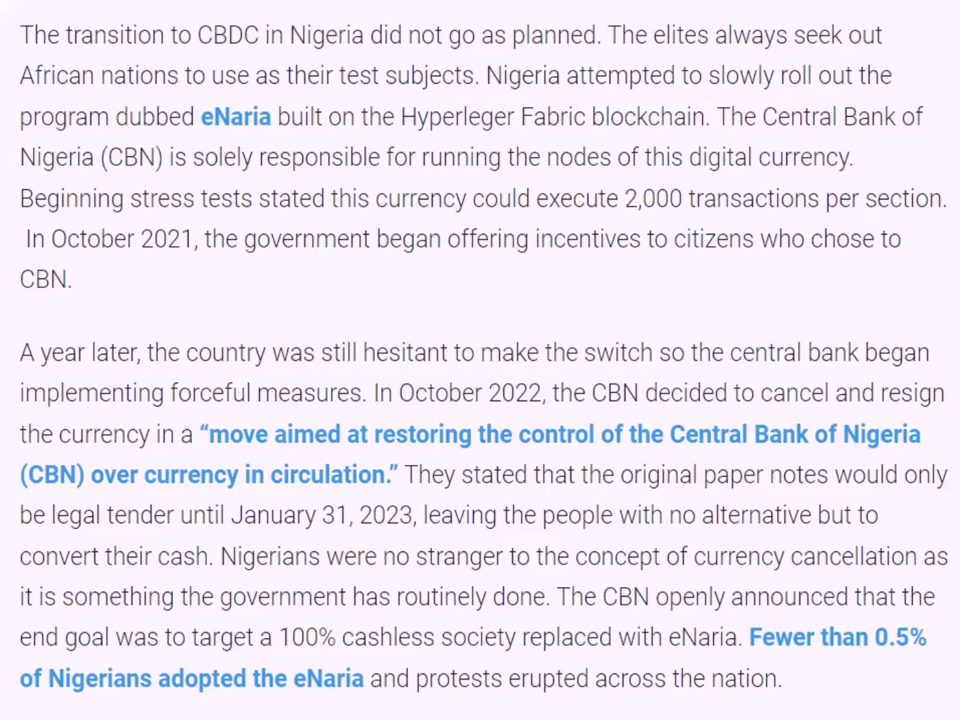 The transition to CBDC in Nigeria did not go as planned. The elites always seek out
African nations to use as their test subjects. Nigeria attempted to slowly roll out the
program dubbed eNaria built on the Hyperleger Fabric blockchain. The Central Bank of
Nigeria (CBN) is solely responsible for running the nodes of this digital currency.
Beginning stress tests stated this currency could execute 2,000 transactions per section.
In October 2021, the government began offering incentives to citizens who chose to
CBN.
A year later, the country was still hesitant to make the switch so the central bank began
implementing forceful measures. In October 2022, the CBN decided to cancel and resign
the currency in a “move aimed at restoring the control of the Central Bank of Nigeria
(CBN) over currency in circulation.” They stated that the original paper notes would only
be legal tender until January 31, 2023, leaving the people with no alternative but to
convert their cash. Nigerians were no stranger to the concept of currency cancellation as
it is something the government has routinely done. The CBN openly announced that the
end goal was to target a 100% cashless society replaced with eNaria. Fewer than 0.5%
of Nigerians adopted the eNaria and protests erupted across the nation.